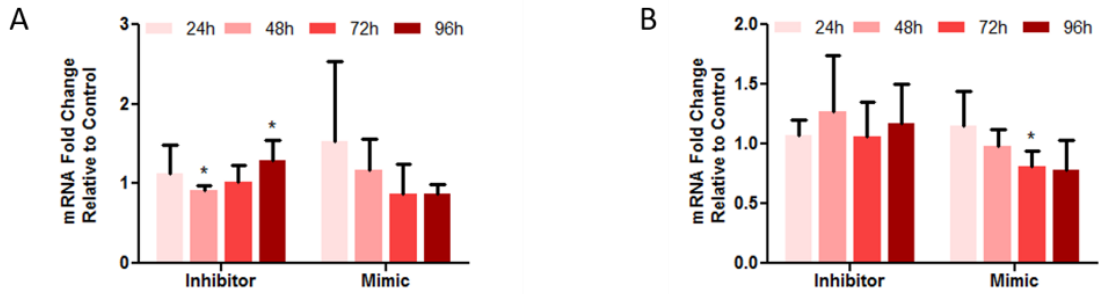 A
mRNA Fold Change
Relative to Control
3
2
1
0
24h 48h 72h 96h
*
*
Inhibitor Mimic
B
mRNA Fold Change
Relative to Control
2.0
1.5
1.0
0.5
0.0
24h 48h 72h 96h
*
Inhibitor Mimic